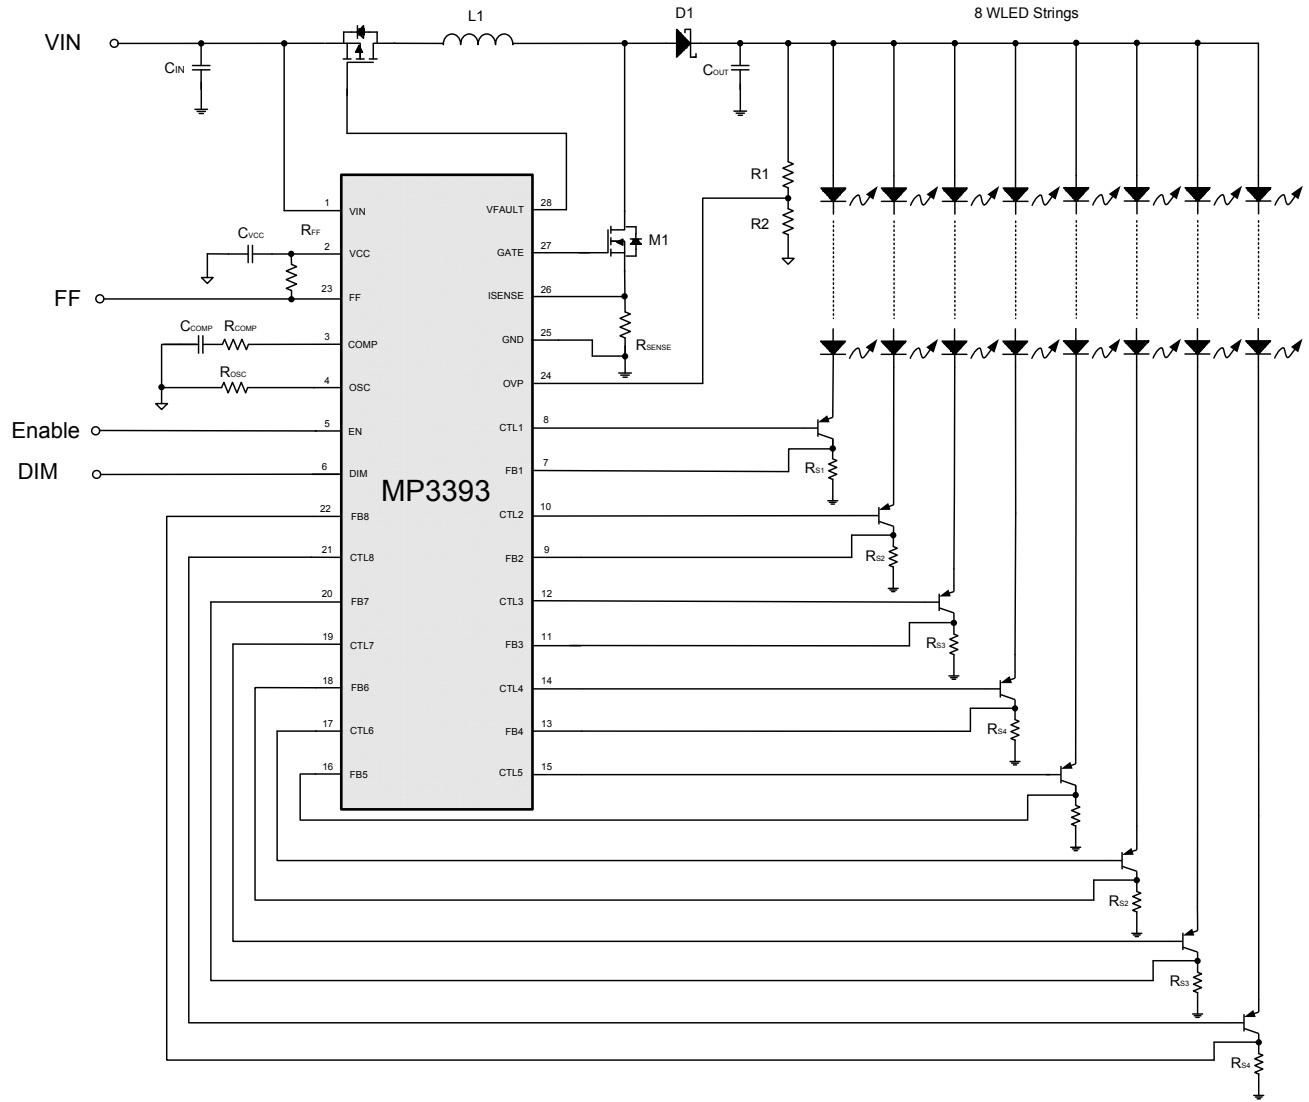 L1
D1
8 WLED Strings
VIN
CIN
COUT
R1
R2
1
VIN
VFAULT
28
CVCC
RFF
2
VCC
GATE
27
M1
FF
23
FF
ISENSE
26
CCOMP
RCOMP
3
COMP
GND
25
RSENSE
ROSC
4
OSC
OVP
24
Enable
5
EN
CTL1
8
DIM
6
DIM
FB1
7
RS1
MP3393
22
FB8
CTL2
10
21
CTL8
FB2
9
RS2
20
FB7
CTL3
12
19
CTL7
FB3
11
RS3
18
FB6
CTL4
14
17
CTL6
FB4
13
RS4
16
FB5
CTL5
15
RS2
RS3
RS4